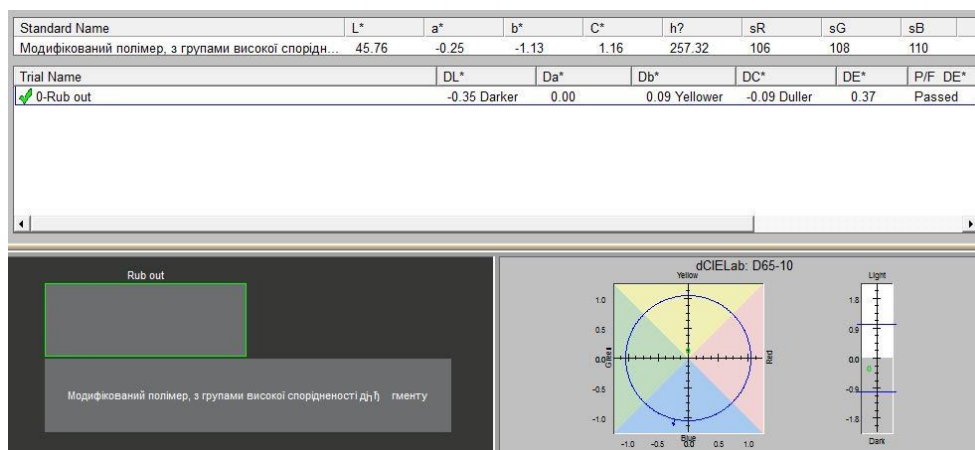 Standard Name L* a* b* C* h? sR sG sB
Модифікований полімер, з групами високої спорідн... 45.76 -0.25 -1.13 1.16 257.32 106 108 110
Trial Name DL* Da* Db* DC* DE* P/F DE*
0-Rub out -0.35 Darker 0.00 0.09 Yellower -0.09 Duller 0.37 Passed
Rub out
Модифікований полімер, з групами високої спорідненості гменту
dCIELab: D65-10
Yellow
1.0
0.5
0.0
-0.5
-1.0
Green
Red
Blue
-1.0 -0.5 0.0 0.5 1.0
Light
1.8
0.9
0.0
-0.9
-1.8
Dark